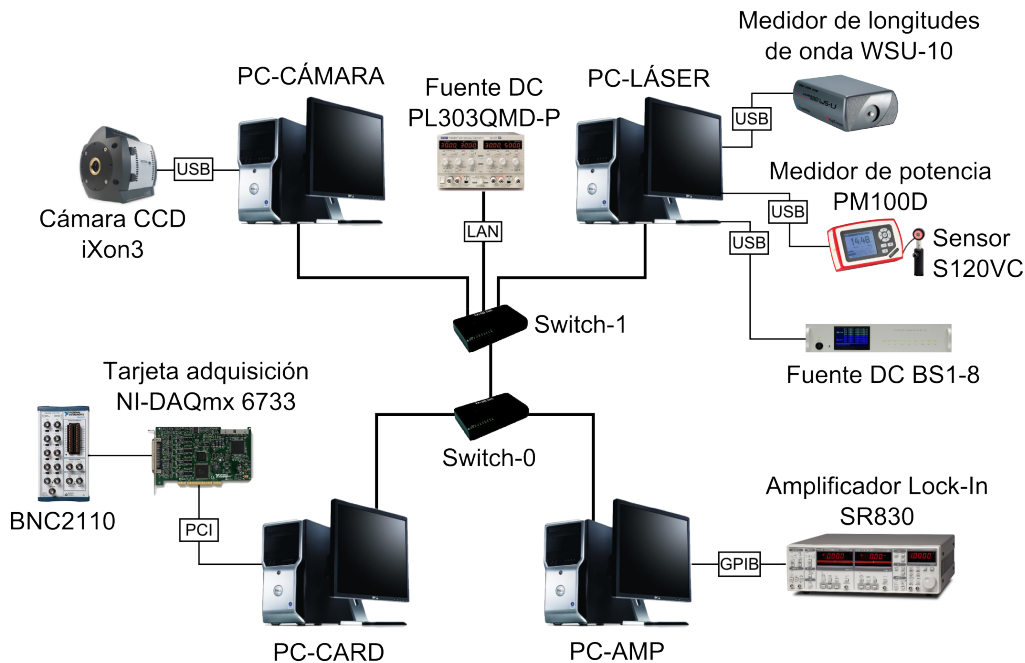 Medidor de longitudes
de onda WSU-10
PC-CÁMARA
Fuente DC
PL303QMD-P
PC-LÁSER
USB
USB
Cámara CCD
iXon3
LAN
Medidor de potencia
PM100D
USB
USB
Sensor
S120VC
Switch-1
Fuente DC BS1-8
Tarjeta adquisición
NI-DAQmx 6733
BNC2110
Switch-0
PCI
Amplificador Lock-In
SR830
GPIB
PC-CARD
PC-AMP